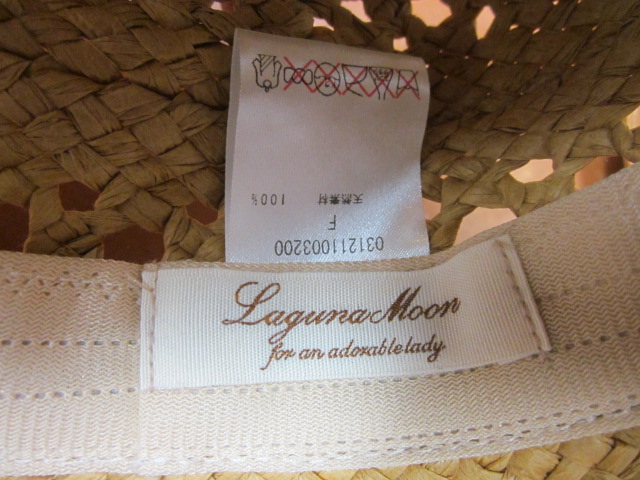 031211003200
F
天然素材 100%
Laguna Moon
for an adorable lady